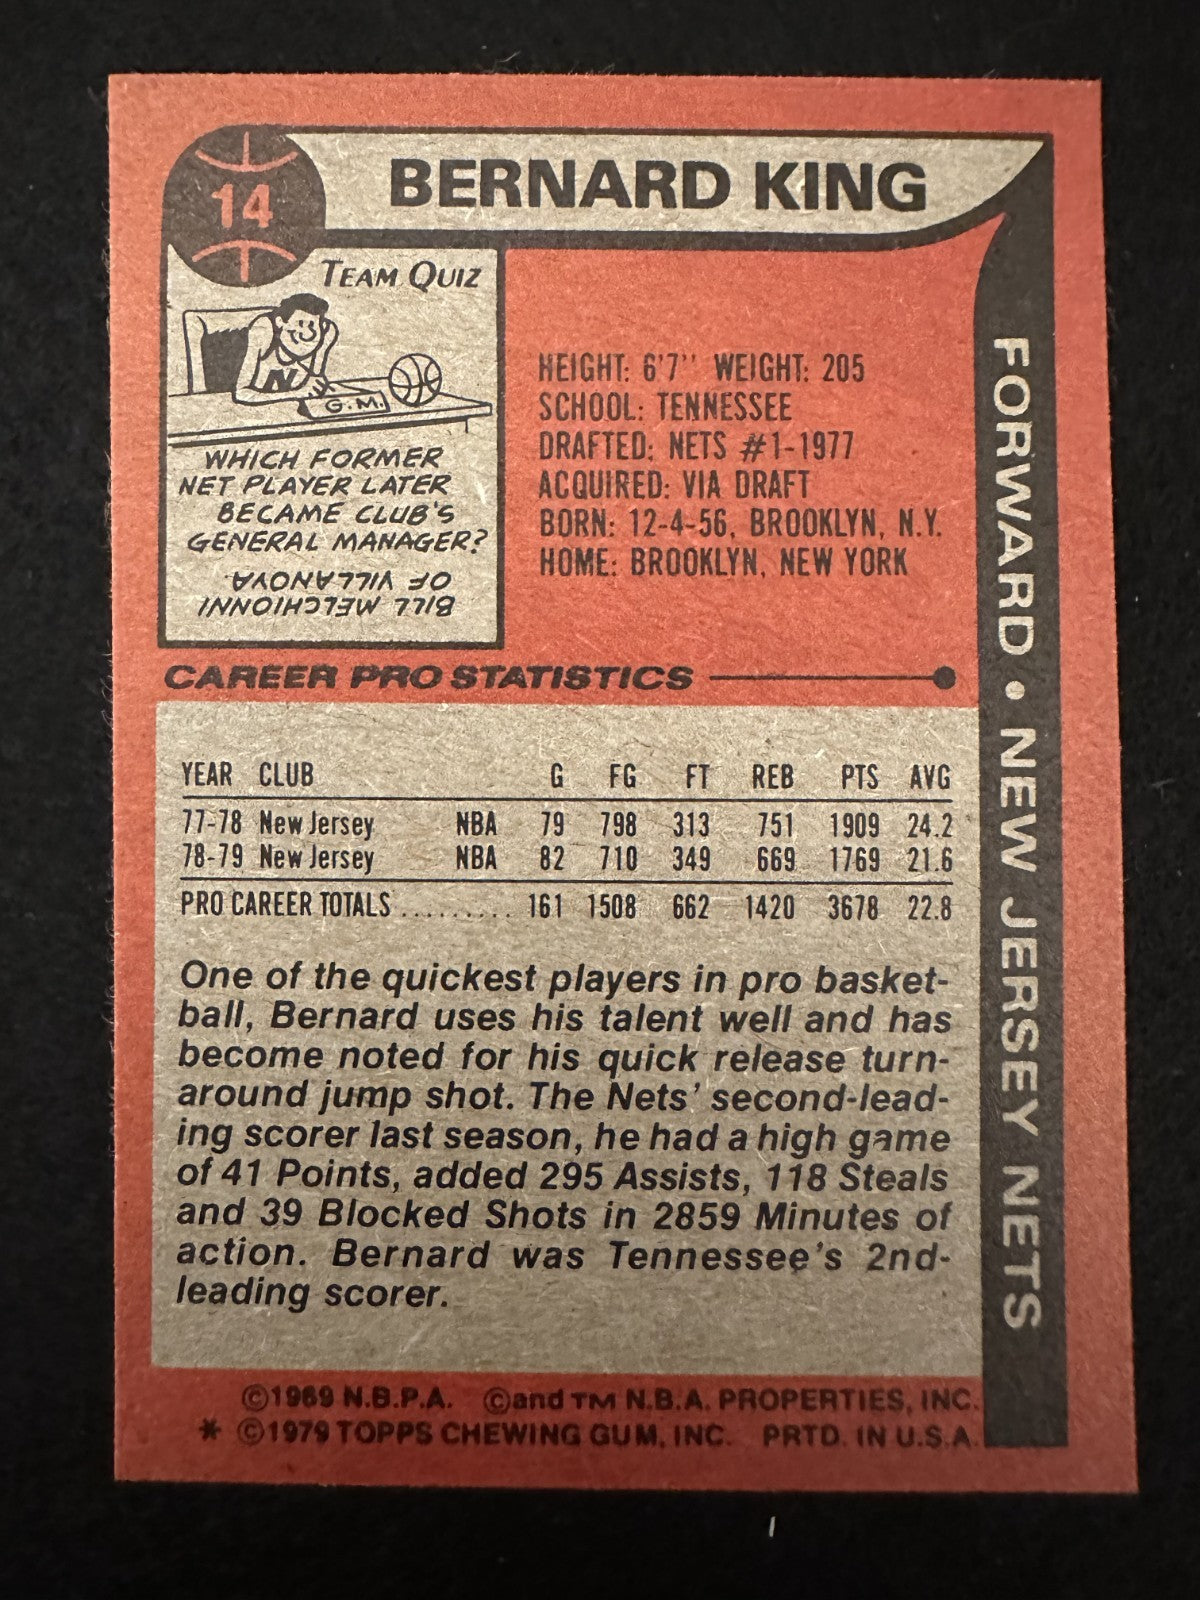 14
BERNARD KING
TEAM QUIZ
N
G.M.
WHICH FORMER
NET PLAYER LATER
BECAME CLUB'S
GENERAL MANAGER?
BILL MELCHIONNI
OF VILLANOVA.
HEIGHT: 6'7" WEIGHT: 205
SCHOOL: TENNESSEE
DRAFTED: NETS #1-1977
ACQUIRED: VIA DRAFT
BORN: 12-4-56, BROOKLYN, N.Y.
HOME: BROOKLYN, NEW YORK
FORWARD • NEW JERSEY NETS
CAREER PRO STATISTICS
YEAR CLUB G FG FT REB PTS AVG
77-78 New Jersey NBA 79 798 313 751 1909 24.2
78-79 New Jersey NBA 82 710 349 669 1769 21.6
PRO CAREER TOTALS ......... 161 1508 662 1420 3678 22.8
One of the quickest players in pro basket-
ball, Bernard uses his talent well and has
become noted for his quick release turn-
around jump shot. The Nets' second-lead-
ing scorer last season, he had a high game
of 41 Points, added 295 Assists, 118 Steals
and 39 Blocked Shots in 2859 Minutes of
action. Bernard was Tennessee's 2nd-
leading scorer.
©1969 N.B.P.A. ©and TM N.B.A. PROPERTIES, INC.
* ©1979 TOPPS CHEWING GUM, INC. PRTD. IN U.S.A.